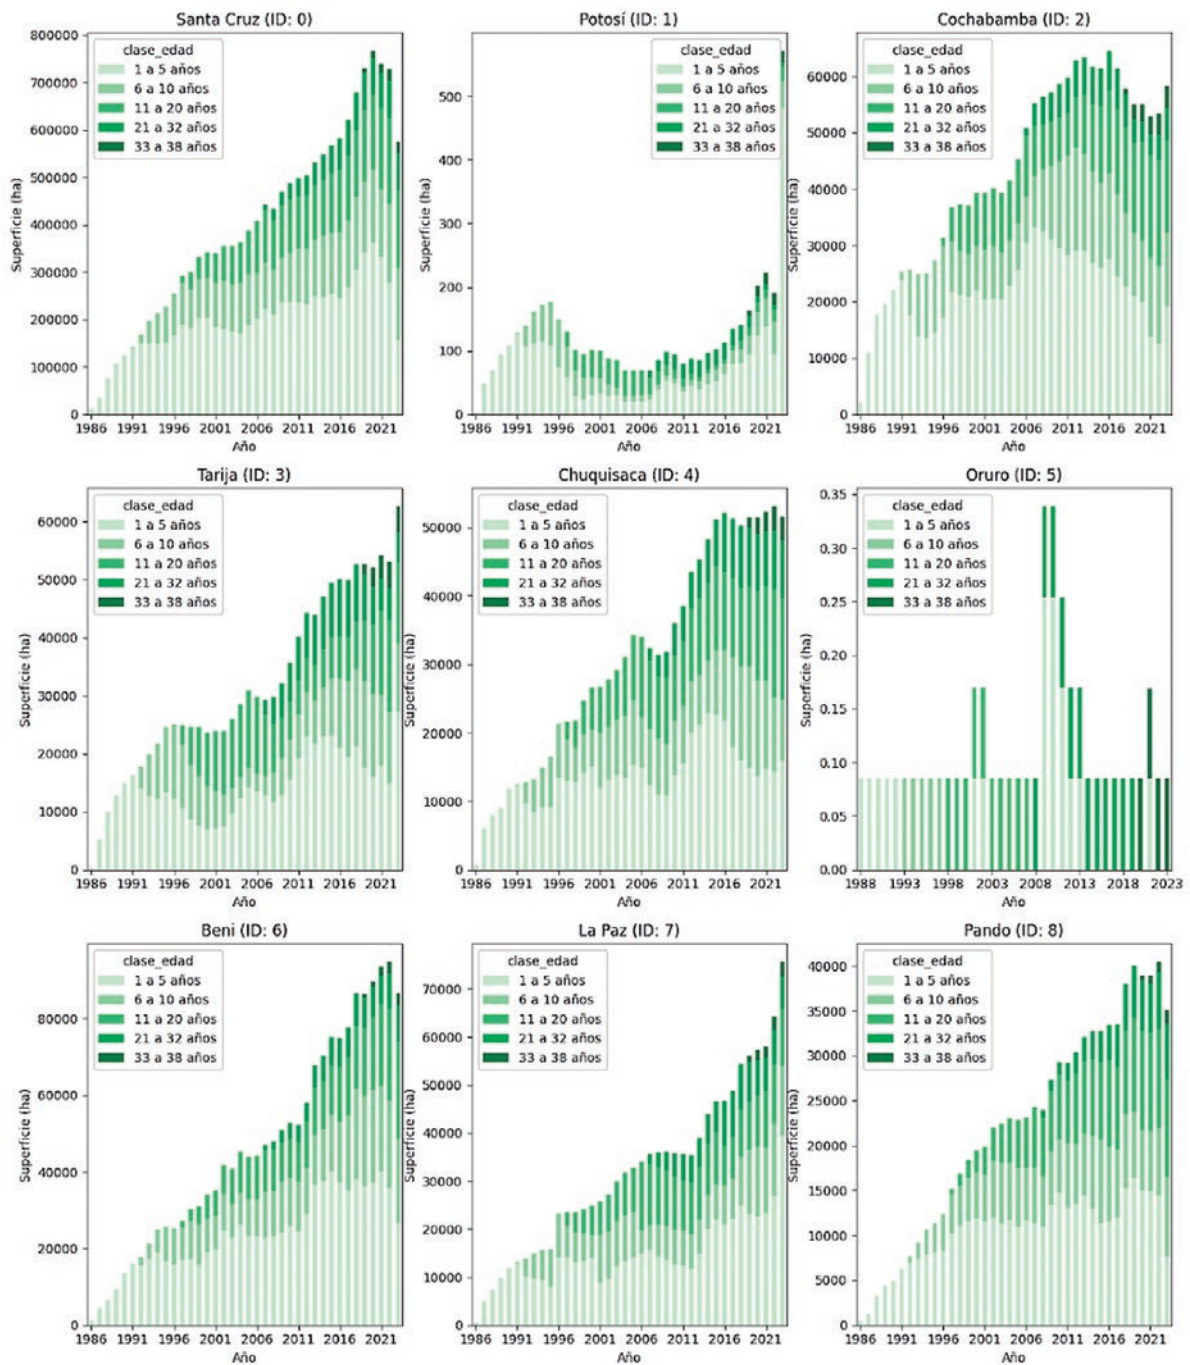 Santa Cruz (ID: 0)
800000
700000
600000
500000
400000
300000
200000
100000
0
Superficie (ha)
clase_edad
1 a 5 años
6 a 10 años
11 a 20 años
21 a 32 años
33 a 38 años
1986 1991 1996 2001 2006 2011 2016 2021
Año
Potosí (ID: 1)
500
400
300
200
100
0
Superficie (ha)
clase_edad
1 a 5 años
6 a 10 años
11 a 20 años
21 a 32 años
33 a 38 años
1986 1991 1996 2001 2006 2011 2016 2021
Año
Cochabamba (ID: 2)
60000
50000
40000
30000
20000
10000
0
Superficie (ha)
clase_edad
1 a 5 años
6 a 10 años
11 a 20 años
21 a 32 años
33 a 38 años
1986 1991 1996 2001 2006 2011 2016 2021
Año
Tarija (ID: 3)
60000
50000
40000
30000
20000
10000
0
Superficie (ha)
clase_edad
1 a 5 años
6 a 10 años
11 a 20 años
21 a 32 años
33 a 38 años
1986 1991 1996 2001 2006 2011 2016 2021
Año
Chuquisaca (ID: 4)
50000
40000
30000
20000
10000
0
Superficie (ha)
clase_edad
1 a 5 años
6 a 10 años
11 a 20 años
21 a 32 años
33 a 38 años
1986 1991 1996 2001 2006 2011 2016 2021
Año
Oruro (ID: 5)
0.35
0.30
0.25
0.20
0.15
0.10
0.05
0.00
Superficie (ha)
clase_edad
1 a 5 años
6 a 10 años
11 a 20 años
21 a 32 años
33 a 38 años
1988 1993 1998 2003 2008 2013 2018 2023
Año
Beni (ID: 6)
80000
60000
40000
20000
0
Superficie (ha)
clase_edad
1 a 5 años
6 a 10 años
11 a 20 años
21 a 32 años
33 a 38 años
1986 1991 1996 2001 2006 2011 2016 2021
Año
La Paz (ID: 7)
70000
60000
50000
40000
30000
20000
10000
0
Superficie (ha)
clase_edad
1 a 5 años
6 a 10 años
11 a 20 años
21 a 32 años
33 a 38 años
1986 1991 1996 2001 2006 2011 2016 2021
Año
Pando (ID: 8)
40000
35000
30000
25000
20000
15000
10000
5000
0
Superficie (ha)
clase_edad
1 a 5 años
6 a 10 años
11 a 20 años
21 a 32 años
33 a 38 años
1986 1991 1996 2001 2006 2011 2016 2021
Año